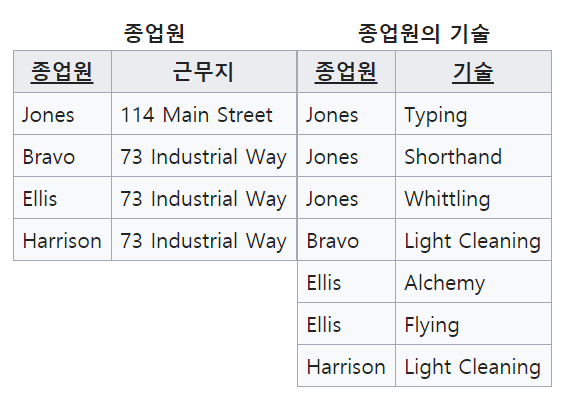 종업원 종업원의 기술
종업원 근무지 종업원 기술
Jones 114 Main Street Jones Typing
Bravo 73 Industrial Way Jones Shorthand
Ellis 73 Industrial Way Jones Whittling
Harrison 73 Industrial Way Bravo Light Cleaning
Ellis Alchemy
Ellis Flying
Harrison Light Cleaning